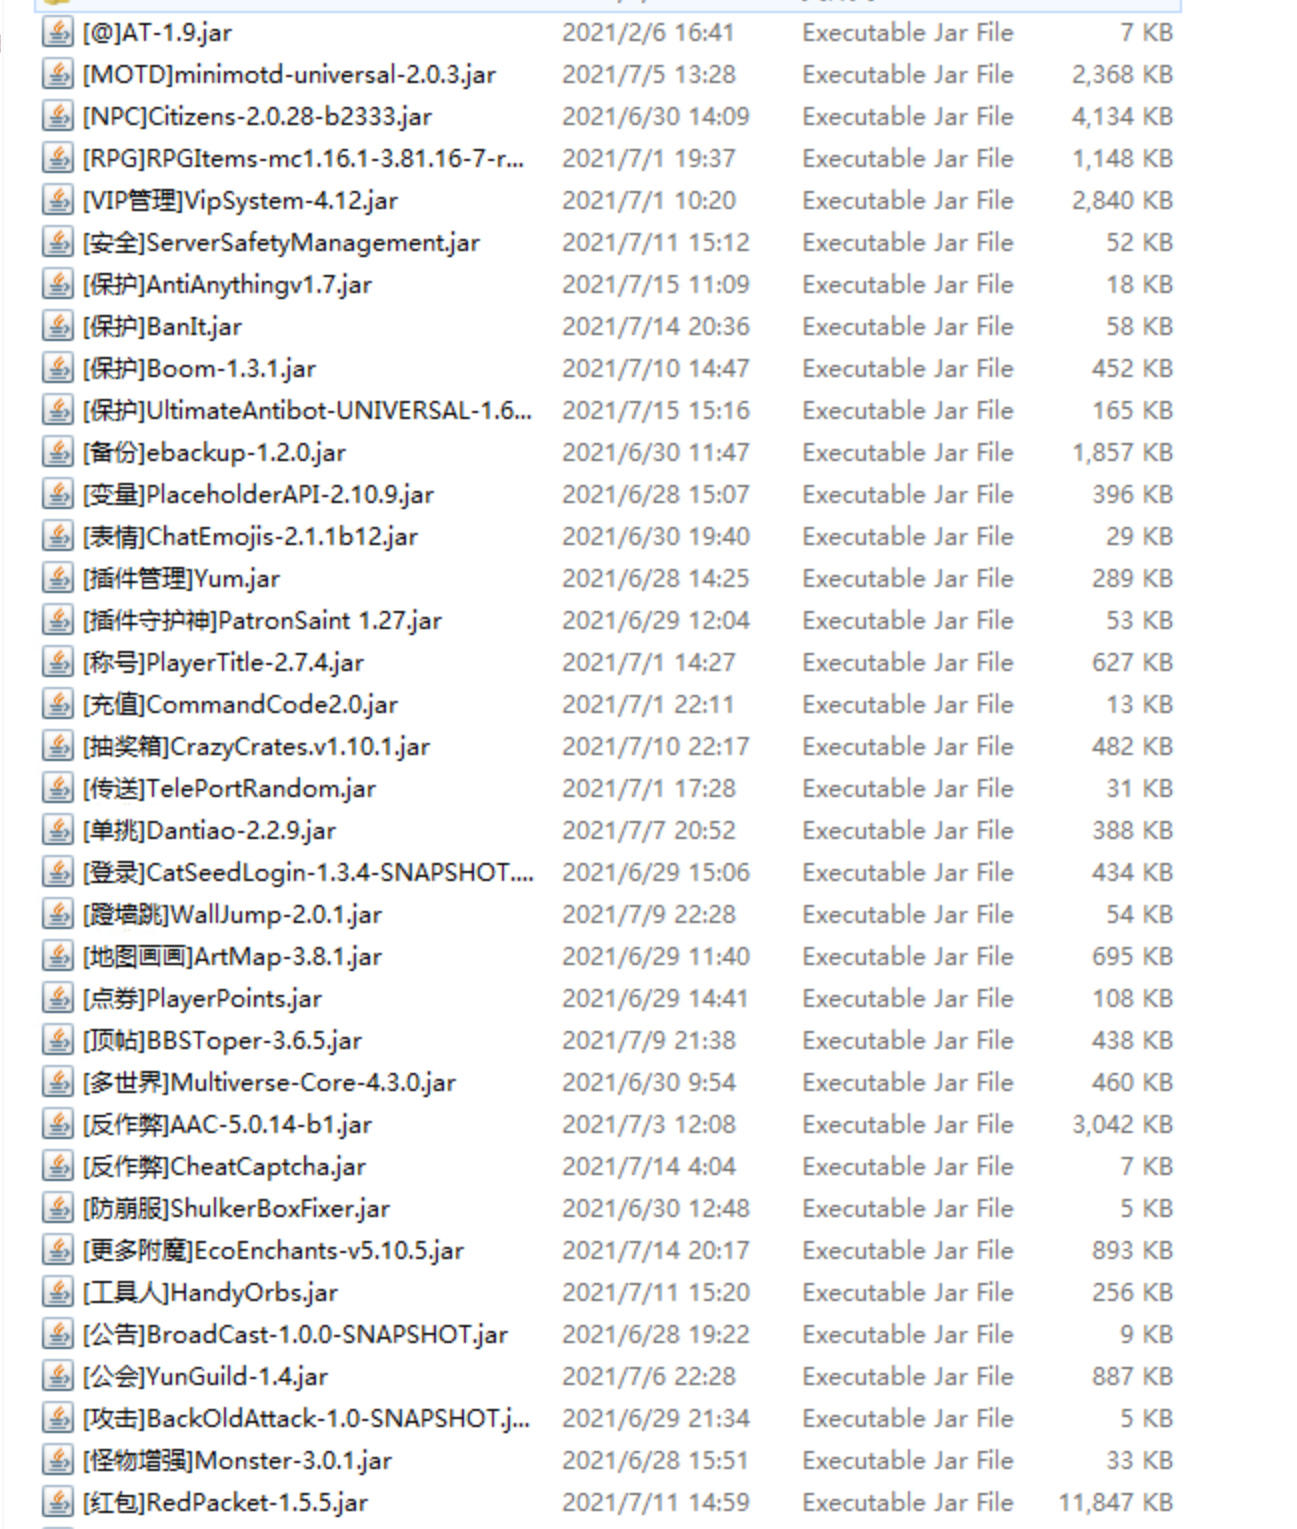 [@]AT-1.9.jar 2021/2/6 16:41 Executable Jar File 7 KB
[MOTD]minimotd-universal-2.0.3.jar 2021/7/5 13:28 Executable Jar File 2,368 KB
[NPC]Citizens-2.0.28-b2333.jar 2021/6/30 14:09 Executable Jar File 4,134 KB
[RPG]RPGItems-mc1.16.1-3.81.16-7-r... 2021/7/1 19:37 Executable Jar File 1,148 KB
[VIP管理]VipSystem-4.12.jar 2021/7/1 10:20 Executable Jar File 2,840 KB
[安全]ServerSafetyManagement.jar 2021/7/11 15:12 Executable Jar File 52 KB
[保护]AntiAnythingv1.7.jar 2021/7/15 11:09 Executable Jar File 18 KB
[保护]BanIt.jar 2021/7/14 20:36 Executable Jar File 58 KB
[保护]Boom-1.3.1.jar 2021/7/10 14:47 Executable Jar File 452 KB
[保护]UltimateAntibot-UNIVERSAL-1.6... 2021/7/15 15:16 Executable Jar File 165 KB
[备份]ebackup-1.2.0.jar 2021/6/30 11:47 Executable Jar File 1,857 KB
[变量]PlaceholderAPI-2.10.9.jar 2021/6/28 15:07 Executable Jar File 396 KB
[表情]ChatEmojis-2.1.1b12.jar 2021/6/30 19:40 Executable Jar File 29 KB
[插件管理]Yum.jar 2021/6/28 14:25 Executable Jar File 289 KB
[插件守护神]PatronSaint 1.27.jar 2021/6/29 12:04 Executable Jar File 53 KB
[称号]PlayerTitle-2.7.4.jar 2021/7/1 14:27 Executable Jar File 627 KB
[充值]CommandCode2.0.jar 2021/7/1 22:11 Executable Jar File 13 KB
[抽奖箱]CrazyCrates.v1.10.1.jar 2021/7/10 22:17 Executable Jar File 482 KB
[传送]TelePortRandom.jar 2021/7/1 17:28 Executable Jar File 31 KB
[单挑]Dantiao-2.2.9.jar 2021/7/7 20:52 Executable Jar File 388 KB
[登录]CatSeedLogin-1.3.4-SNAPSHOT.... 2021/6/29 15:06 Executable Jar File 434 KB
[蹬墙跳]WallJump-2.0.1.jar 2021/7/9 22:28 Executable Jar File 54 KB
[地图画画]ArtMap-3.8.1.jar 2021/6/29 11:40 Executable Jar File 695 KB
[点券]PlayerPoints.jar 2021/6/29 14:41 Executable Jar File 108 KB
[顶帖]BBSToper-3.6.5.jar 2021/7/9 21:38 Executable Jar File 438 KB
[多世界]Multiverse-Core-4.3.0.jar 2021/6/30 9:54 Executable Jar File 460 KB
[反作弊]AAC-5.0.14-b1.jar 2021/7/3 12:08 Executable Jar File 3,042 KB
[反作弊]CheatCaptcha.jar 2021/7/14 4:04 Executable Jar File 7 KB
[防崩服]ShulkerBoxFixer.jar 2021/6/30 12:48 Executable Jar File 5 KB
[更多附魔]EcoEnchants-v5.10.5.jar 2021/7/14 20:17 Executable Jar File 893 KB
[工具人]HandyOrbs.jar 2021/7/11 15:20 Executable Jar File 256 KB
[公告]BroadCast-1.0.0-SNAPSHOT.jar 2021/6/28 19:22 Executable Jar File 9 KB
[公会]YunGuild-1.4.jar 2021/7/6 22:28 Executable Jar File 887 KB
[攻击]BackOldAttack-1.0-SNAPSHOT.j... 2021/6/29 21:34 Executable Jar File 5 KB
[怪物增强]Monster-3.0.1.jar 2021/6/28 15:51 Executable Jar File 33 KB
[红包]RedPacket-1.5.5.jar 2021/7/11 14:59 Executable Jar File 11,847 KB